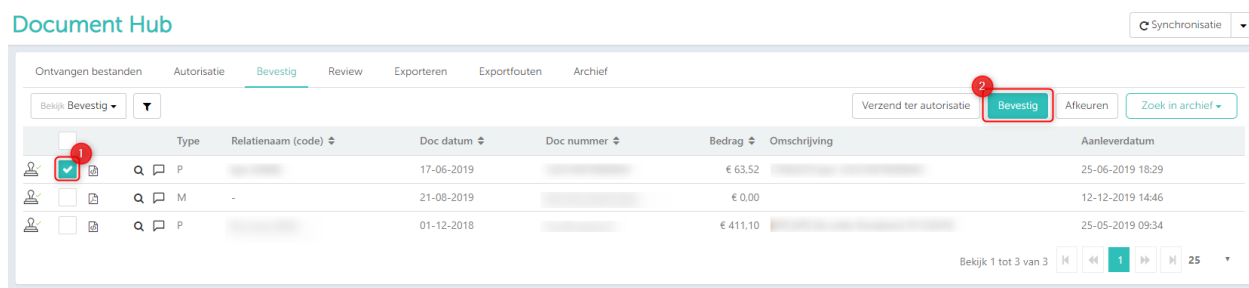 Document Hub
Synchronisatie
Ontvangen bestanden Autorisatie Bevestig Review Exporteren Exportfouten Archief
2
Bekijk Bevestig Verzend ter autorisatie Bevestig Afkeuren Zoek in archief
Type Relatienaam (code) Doc datum Doc nummer Bedrag Omschrijving Aanleverdatum
1
P 17-06-2019 € 63,52 25-06-2019 18:29
M - 21-08-2019 € 0,00 12-12-2019 14:46
P 01-12-2018 € 411,10 25-05-2019 09:34
Bekijk 1 tot 3 van 3 1 25